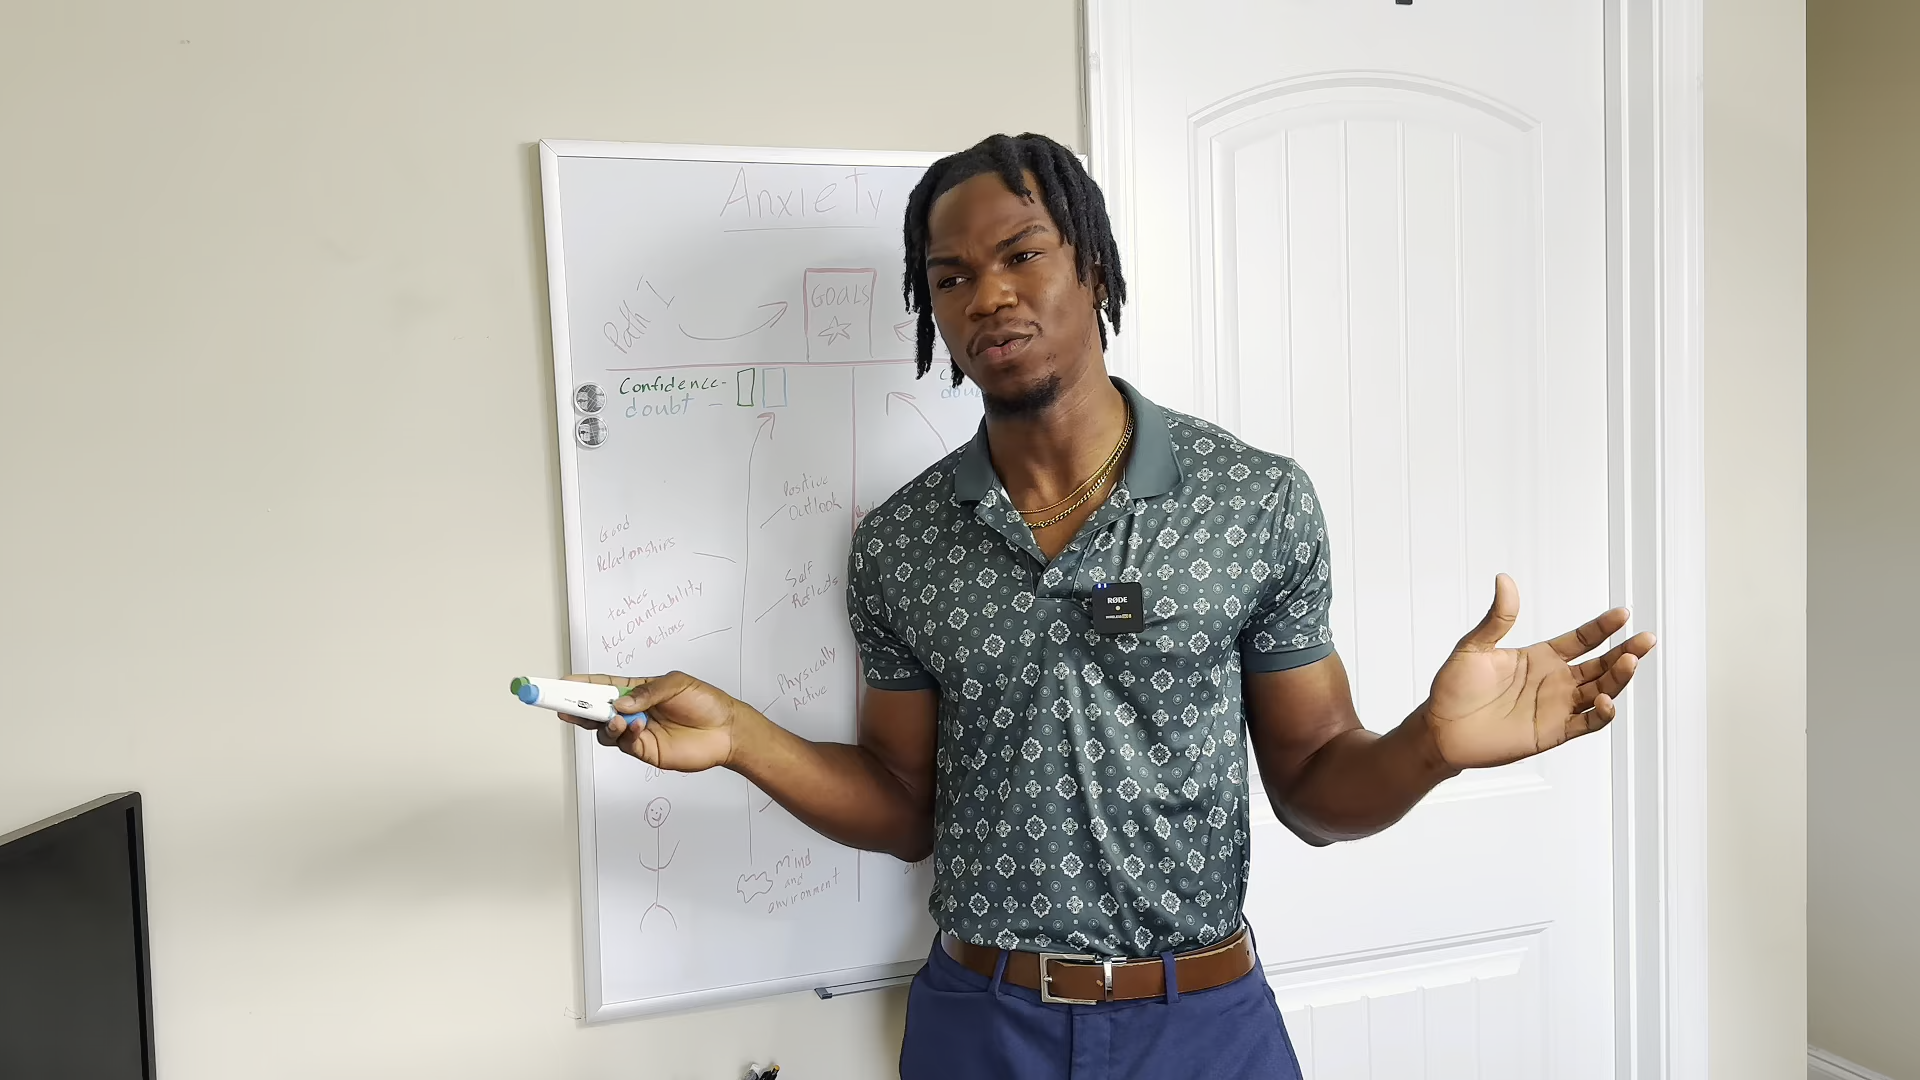 Anxiety
Path 1
GOALS
Confidence-
doubt -
Positive
Outlook
Good
Relationships
Self
Reflects
takes
Accountability
for actions
Physically
Active
mind
and
environment
RØDE